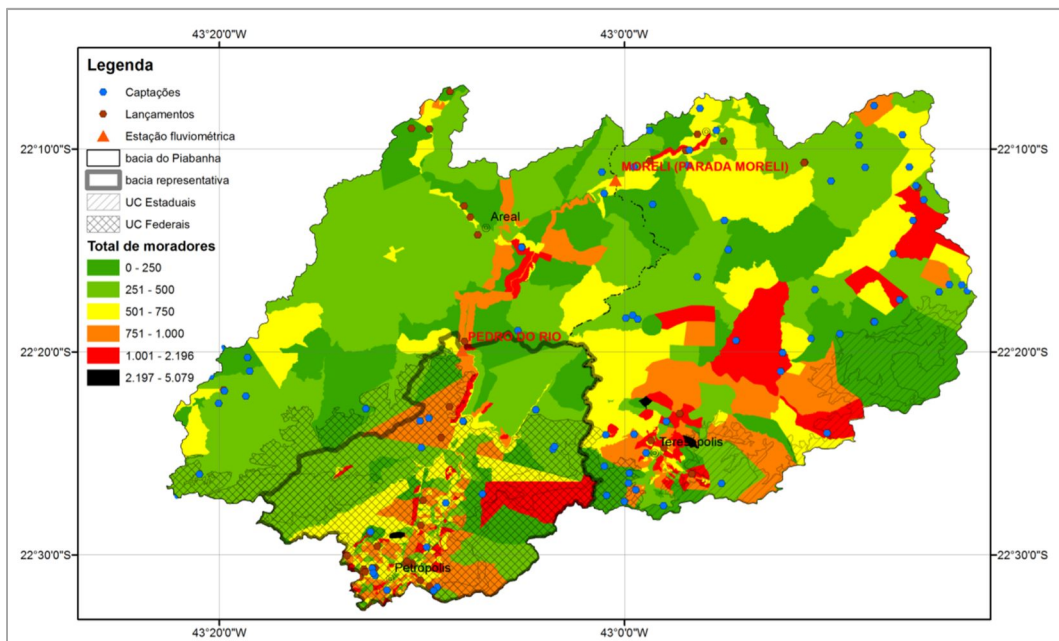 43°20'0"W
43°0'0"W
Legenda
Captações
Lançamentos
Estação fluviométrica
bacia do Piabanha
bacia representativa
UC Estaduais
UC Federais
Total de moradores
0 - 250
251 - 500
501 - 750
751 - 1.000
1.001 - 2.196
2.197 - 5.079
22°10'0"S
22°10'0"S
MORELI (PARADA MORELI)
Areal
PEDRO DO RIO
22°20'0"S
22°20'0"S
Teresópolis
22°30'0"S
22°30'0"S
Petrópolis
43°20'0"W
43°0'0"W